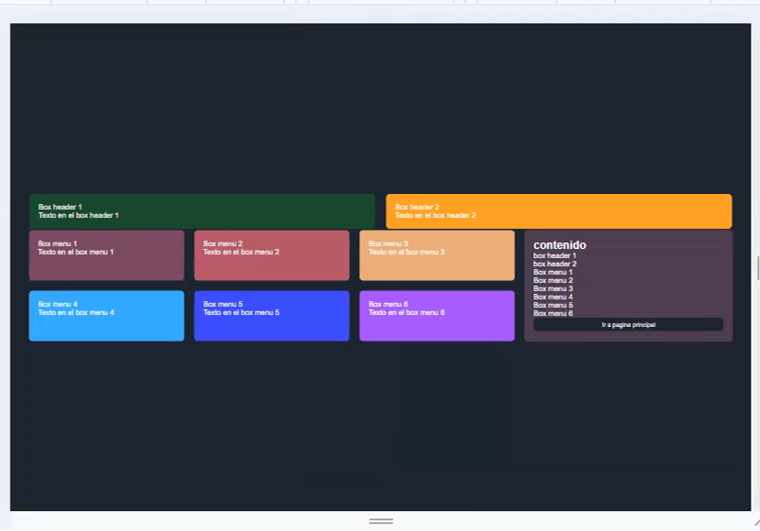 Box header 1
Texto en el box header 1
Box header 2
Texto en el box header 2
Box menu 1
Texto en el box menu 1
Box menu 2
Texto en el box menu 2
Box menu 3
Texto en el box menu 3
contenido
box header 1
box header 2
Box menu 1
Box menu 2
Box menu 3
Box menu 4
Box menu 5
Box menu 6
Ir a pagina principal
Box menu 4
Texto en el box menu 4
Box menu 5
Texto en el box menu 5
Box menu 6
Texto en el box menu 6